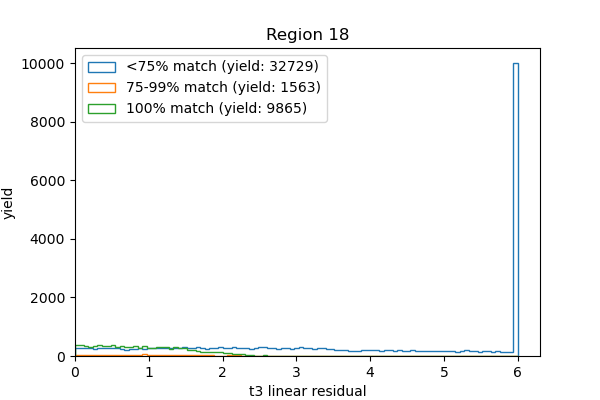 Region 18
<75% match (yield: 32729)
75-99% match (yield: 1563)
100% match (yield: 9865)
yield
10000
8000
6000
4000
2000
0
0 1 2 3 4 5 6
t3 linear residual